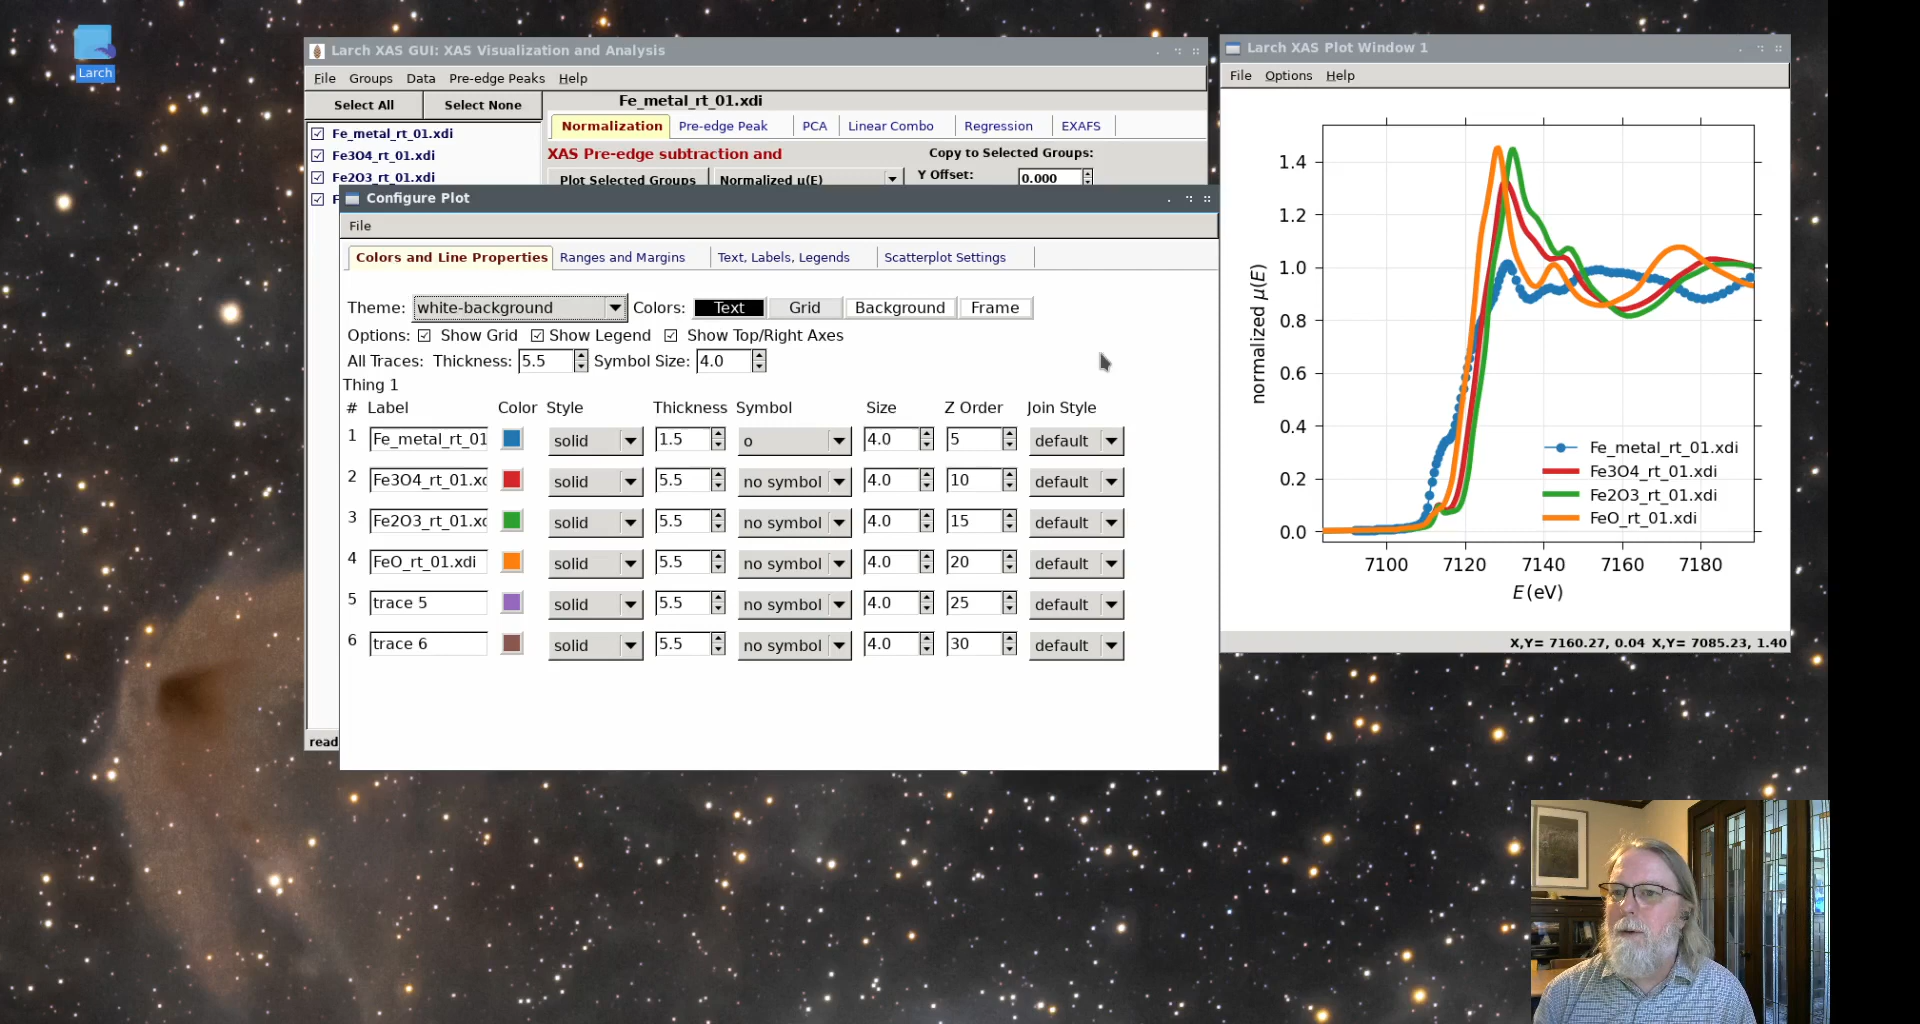 Larch
Larch XAS GUI: XAS Visualization and Analysis
File Groups Data Pre-edge Peaks Help
Select All Select None
Fe_metal_rt_01.xdi
Fe3O4_rt_01.xdi
Fe2O3_rt_01.xdi
F
read
Fe_metal_rt_01.xdi
Normalization Pre-edge Peak PCA Linear Combo Regression EXAFS
XAS Pre-edge subtraction and Copy to Selected Groups:
Plot Selected Groups Normalized μ(E) Y Offset: 0.000
Configure Plot
File
Colors and Line Properties Ranges and Margins Text, Labels, Legends Scatterplot Settings
Theme: white-background Colors: Text Grid Background Frame
Options: Show Grid Show Legend Show Top/Right Axes
All Traces: Thickness: 5.5 Symbol Size: 4.0
Thing 1
# Label Color Style Thickness Symbol Size Z Order Join Style
1 Fe_metal_rt_01 solid 1.5 o 4.0 5 default
2 Fe3O4_rt_01.xd solid 5.5 no symbol 4.0 10 default
3 Fe2O3_rt_01.xd solid 5.5 no symbol 4.0 15 default
4 FeO_rt_01.xdi solid 5.5 no symbol 4.0 20 default
5 trace 5 solid 5.5 no symbol 4.0 25 default
6 trace 6 solid 5.5 no symbol 4.0 30 default
Larch XAS Plot Window 1
File Options Help
1.4
1.2
1.0
0.8
0.6
0.4
0.2
0.0
normalized μ(E)
Fe_metal_rt_01.xdi
Fe3O4_rt_01.xdi
Fe2O3_rt_01.xdi
FeO_rt_01.xdi
7100 7120 7140 7160 7180
E (eV)
X,Y= 7160.27, 0.04 X,Y= 7085.23, 1.40